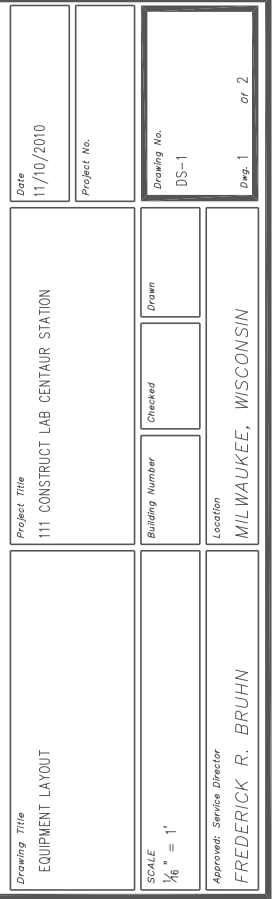 Drawing Title
EQUIPMENT LAYOUT
Project Title
111 CONSTRUCT LAB CENTAUR STATION
Date
11/10/2010
Project No.
SCALE
1⁄16 " = 1'
Building Number
Checked
Drawn
Drawing No.
DS-1
Dwg. 1 of 2
Approved: Service Director
FREDERICK R. BRUHN
Location
MILWAUKEE, WISCONSIN